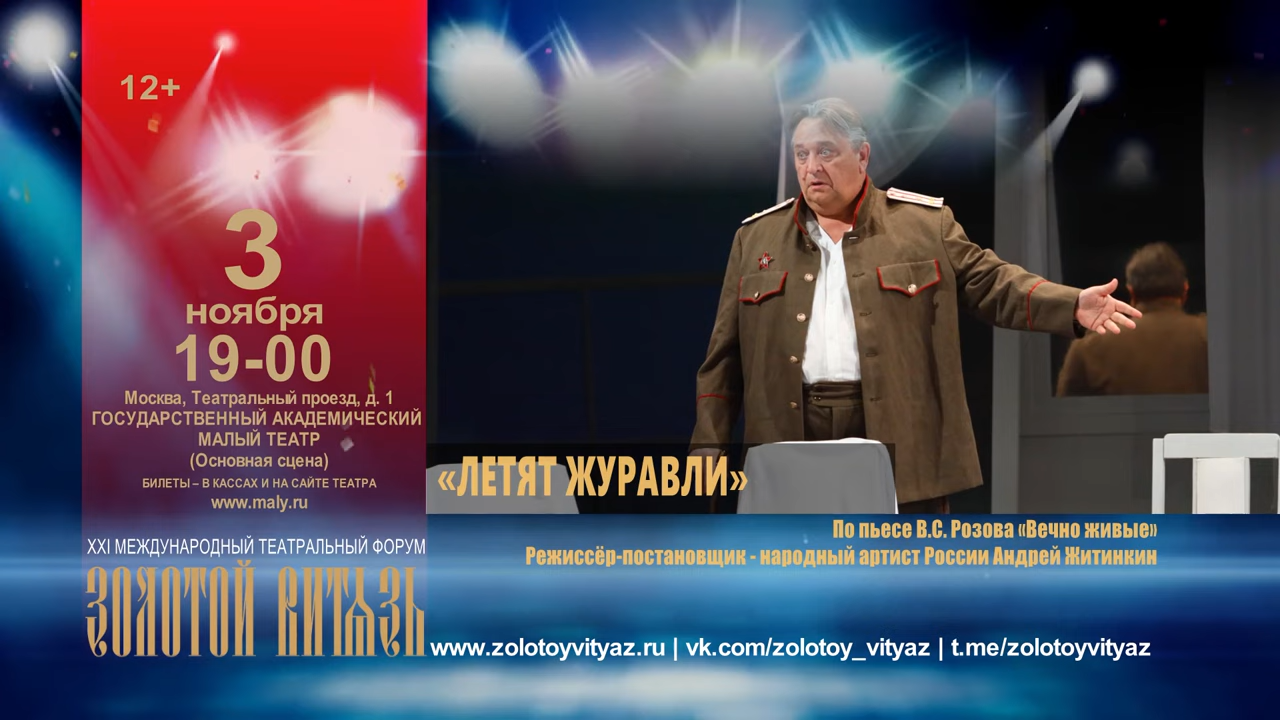 12+
3
ноября
19-00
Москва, Театральный проезд, д. 1
ГОСУДАРСТВЕННЫЙ АКАДЕМИЧЕСКИЙ
МАЛЫЙ ТЕАТР
(Основная сцена)
БИЛЕТЫ – В КАССАХ И НА САЙТЕ ТЕАТРА
www.maly.ru
XXI МЕЖДУНАРОДНЫЙ ТЕАТРАЛЬНЫЙ ФОРУМ
ЗОЛОТОЙ ВИТѦЗЬ
«ЛЕТЯТ ЖУРАВЛИ»
По пьесе В.С. Розова «Вечно живые»
Режиссёр-постановщик - народный артист России Андрей Житинкин
www.zolotoyvityaz.ru | vk.com/zolotoy_vityaz | t.me/zolotoyvityaz